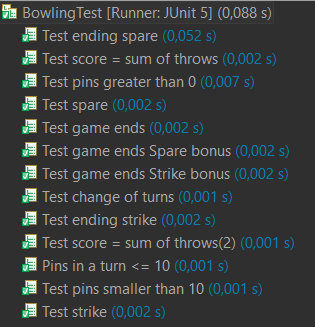 BowlingTest [Runner: JUnit 5] (0,088 s)
Test ending spare (0,052 s)
Test score = sum of throws (0,002 s)
Test pins greater than 0 (0,007 s)
Test spare (0,002 s)
Test game ends (0,002 s)
Test game ends Spare bonus (0,002 s)
Test game ends Strike bonus (0,002 s)
Test change of turns (0,001 s)
Test ending strike (0,002 s)
Test score = sum of throws(2) (0,001 s)
Pins in a turn <= 10 (0,001 s)
Test pins smaller than 10 (0,001 s)
Test strike (0,002 s)